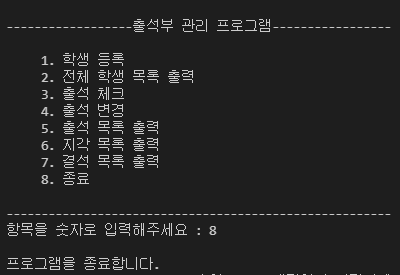 ------------------출석부 관리 프로그램-----------------
1. 학생 등록
2. 전체 학생 목록 출력
3. 출석 체크
4. 출석 변경
5. 출석 목록 출력
6. 지각 목록 출력
7. 결석 목록 출력
8. 종료
-------------------------------------------------------
항목을 숫자로 입력해주세요 : 8
프로그램을 종료합니다.